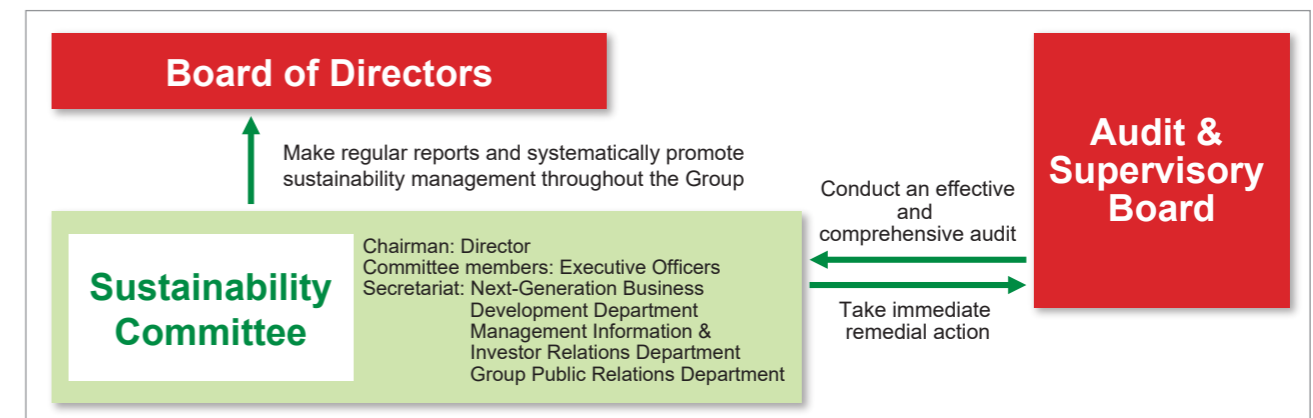 Board of Directors
Make regular reports and systematically promote
sustainability management throughout the Group
Sustainability
Committee
Chairman: Director
Committee members: Executive Officers
Secretariat: Next-Generation Business
Development Department
Management Information &
Investor Relations Department
Group Public Relations Department
Conduct an effective
and
comprehensive audit
Take immediate
remedial action
Audit &
Supervisory
Board